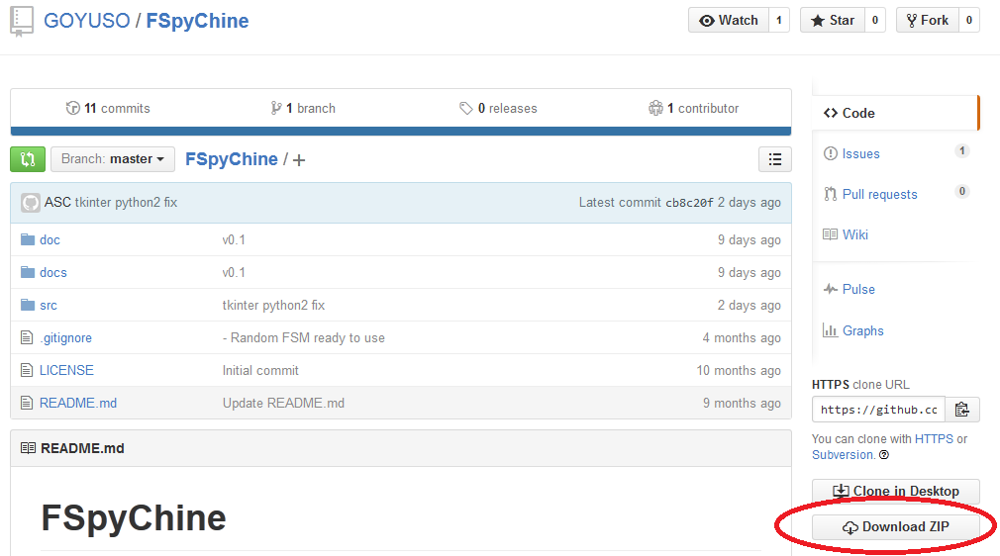 GOYUSO / FSpyChine
Watch 1 Star 0 Fork 0
11 commits 1 branch 0 releases 1 contributor
Branch: master FSpyChine / +
ASC tkinter python2 fix Latest commit cb8c20f 2 days ago
doc v0.1 9 days ago
docs v0.1 9 days ago
src tkinter python2 fix 2 days ago
.gitignore - Random FSM ready to use 4 months ago
LICENSE Initial commit 10 months ago
README.md Update README.md 9 months ago
README.md
FSpyChine
Code
Issues 1
Pull requests 0
Wiki
Pulse
Graphs
HTTPS clone URL
https://github.cc
You can clone with HTTPS or
Subversion.
Clone in Desktop
Download ZIP